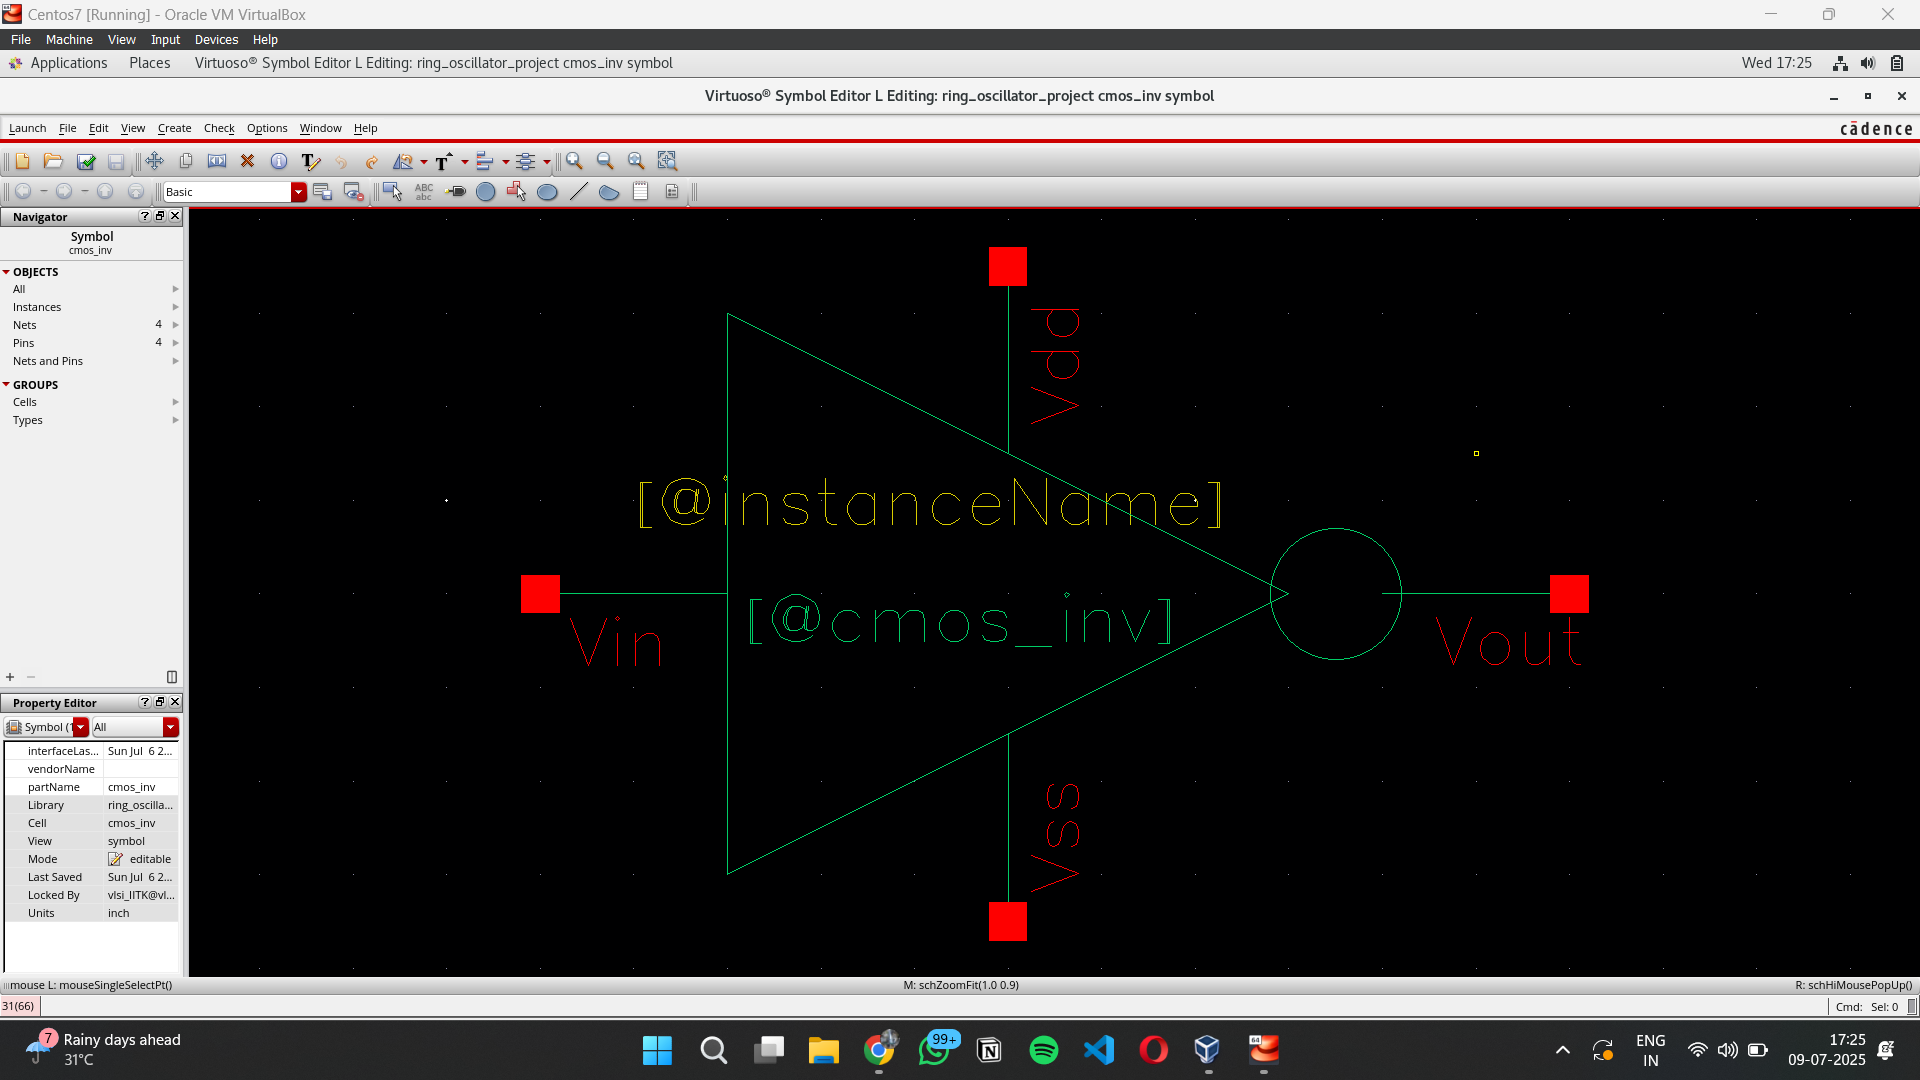 Centos7 [Running] - Oracle VM VirtualBox
File Machine View Input Devices Help
Applications Places Virtuoso® Symbol Editor L Editing: ring_oscillator_project cmos_inv symbol Wed 17:25
Virtuoso® Symbol Editor L Editing: ring_oscillator_project cmos_inv symbol
Launch File Edit View Create Check Options Window Help cādence
Basic
ABC
abc
Navigator
Symbol
cmos_inv
OBJECTS
All
Instances
Nets 4
Pins 4
Nets and Pins
GROUPS
Cells
Types
Vdd
[@instanceName]
[@cmos_inv]
Vin
Vout
Vss
Property Editor
Symbol (1 All
interfaceLas... Sun Jul 6 2...
vendorName
partName cmos_inv
Library ring_oscilla...
Cell cmos_inv
View symbol
Mode editable
Last Saved Sun Jul 6 2...
Locked By vlsi_IITK@vl...
Units inch
mouse L: mouseSingleSelectPt() M: schZoomFit(1.0 0.9) R: schHiMousePopUp()
31(66) Cmd: Sel: 0
7
Rainy days ahead
31°C
99+
64
ENG
IN
17:25
09-07-2025